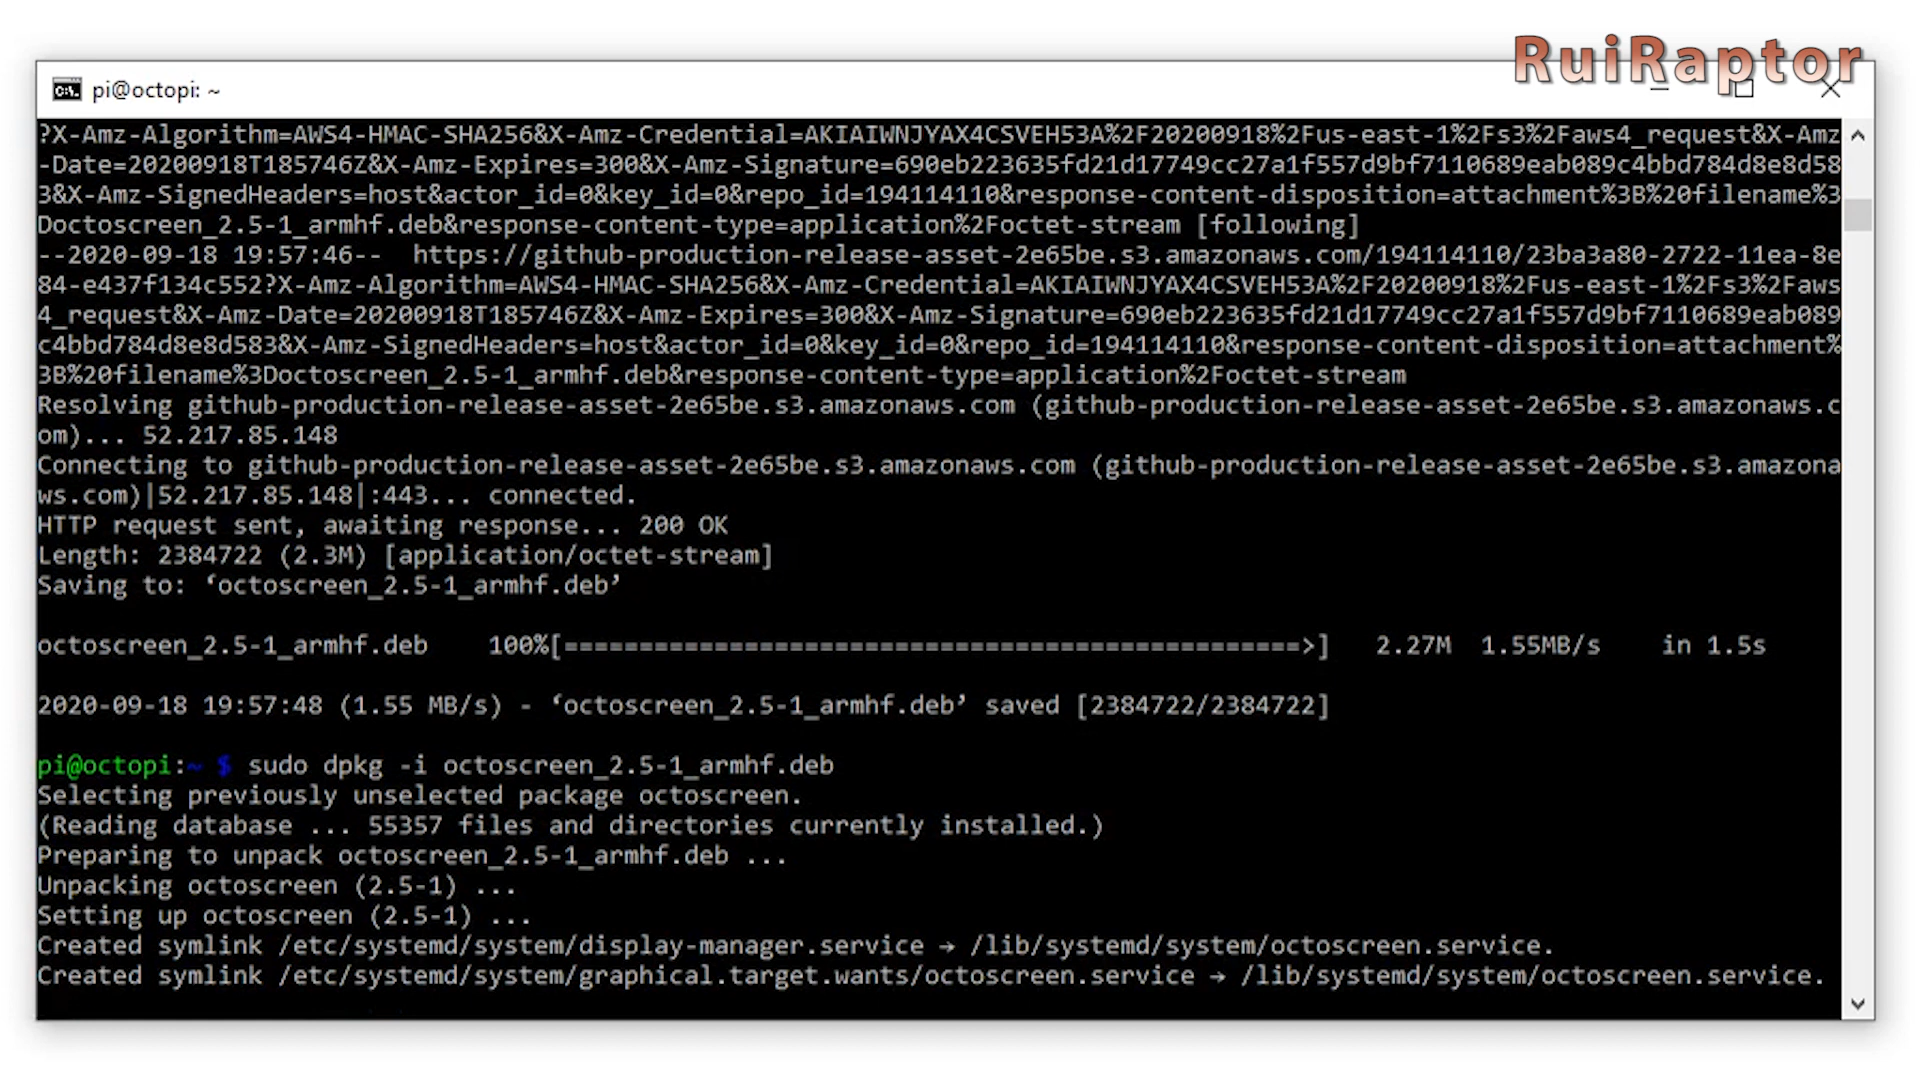 RuiRaptor
pi@octopi: ~
?X-Amz-Algorithm=AWS4-HMAC-SHA256&X-Amz-Credential=AKIAIWNJYAX4CSVEH53A%2F20200918%2Fus-east-1%2Fs3%2Faws4_request&X-Amz
-Date=20200918T185746Z&X-Amz-Expires=300&X-Amz-Signature=690eb223635fd21d17749cc27a1f557d9bf7110689eab089c4bbd784d8e8d58
3&X-Amz-SignedHeaders=host&actor_id=0&key_id=0&repo_id=194114110&response-content-disposition=attachment%3B%20filename%3
Doctoscreen_2.5-1_armhf.deb&response-content-type=application%2Foctet-stream [following]
--2020-09-18 19:57:46--  https://github-production-release-asset-2e65be.s3.amazonaws.com/194114110/23ba3a80-2722-11ea-8e
84-e437f134c552?X-Amz-Algorithm=AWS4-HMAC-SHA256&X-Amz-Credential=AKIAIWNJYAX4CSVEH53A%2F20200918%2Fus-east-1%2Fs3%2Faws
4_request&X-Amz-Date=20200918T185746Z&X-Amz-Expires=300&X-Amz-Signature=690eb223635fd21d17749cc27a1f557d9bf7110689eab089
c4bbd784d8e8d583&X-Amz-SignedHeaders=host&actor_id=0&key_id=0&repo_id=194114110&response-content-disposition=attachment%
3B%20filename%3Doctoscreen_2.5-1_armhf.deb&response-content-type=application%2Foctet-stream
Resolving github-production-release-asset-2e65be.s3.amazonaws.com (github-production-release-asset-2e65be.s3.amazonaws.c
om)... 52.217.85.148
Connecting to github-production-release-asset-2e65be.s3.amazonaws.com (github-production-release-asset-2e65be.s3.amazona
ws.com)|52.217.85.148|:443... connected.
HTTP request sent, awaiting response... 200 OK
Length: 2384722 (2.3M) [application/octet-stream]
Saving to: ‘octoscreen_2.5-1_armhf.deb’
octoscreen_2.5-1_armhf.deb    100%[=================================================>]   2.27M  1.55MB/s    in 1.5s
2020-09-18 19:57:48 (1.55 MB/s) - ‘octoscreen_2.5-1_armhf.deb’ saved [2384722/2384722]
pi@octopi:~ $ sudo dpkg -i octoscreen_2.5-1_armhf.deb
Selecting previously unselected package octoscreen.
(Reading database ... 55357 files and directories currently installed.)
Preparing to unpack octoscreen_2.5-1_armhf.deb ...
Unpacking octoscreen (2.5-1) ...
Setting up octoscreen (2.5-1) ...
Created symlink /etc/systemd/system/display-manager.service → /lib/systemd/system/octoscreen.service.
Created symlink /etc/systemd/system/graphical.target.wants/octoscreen.service → /lib/systemd/system/octoscreen.service.